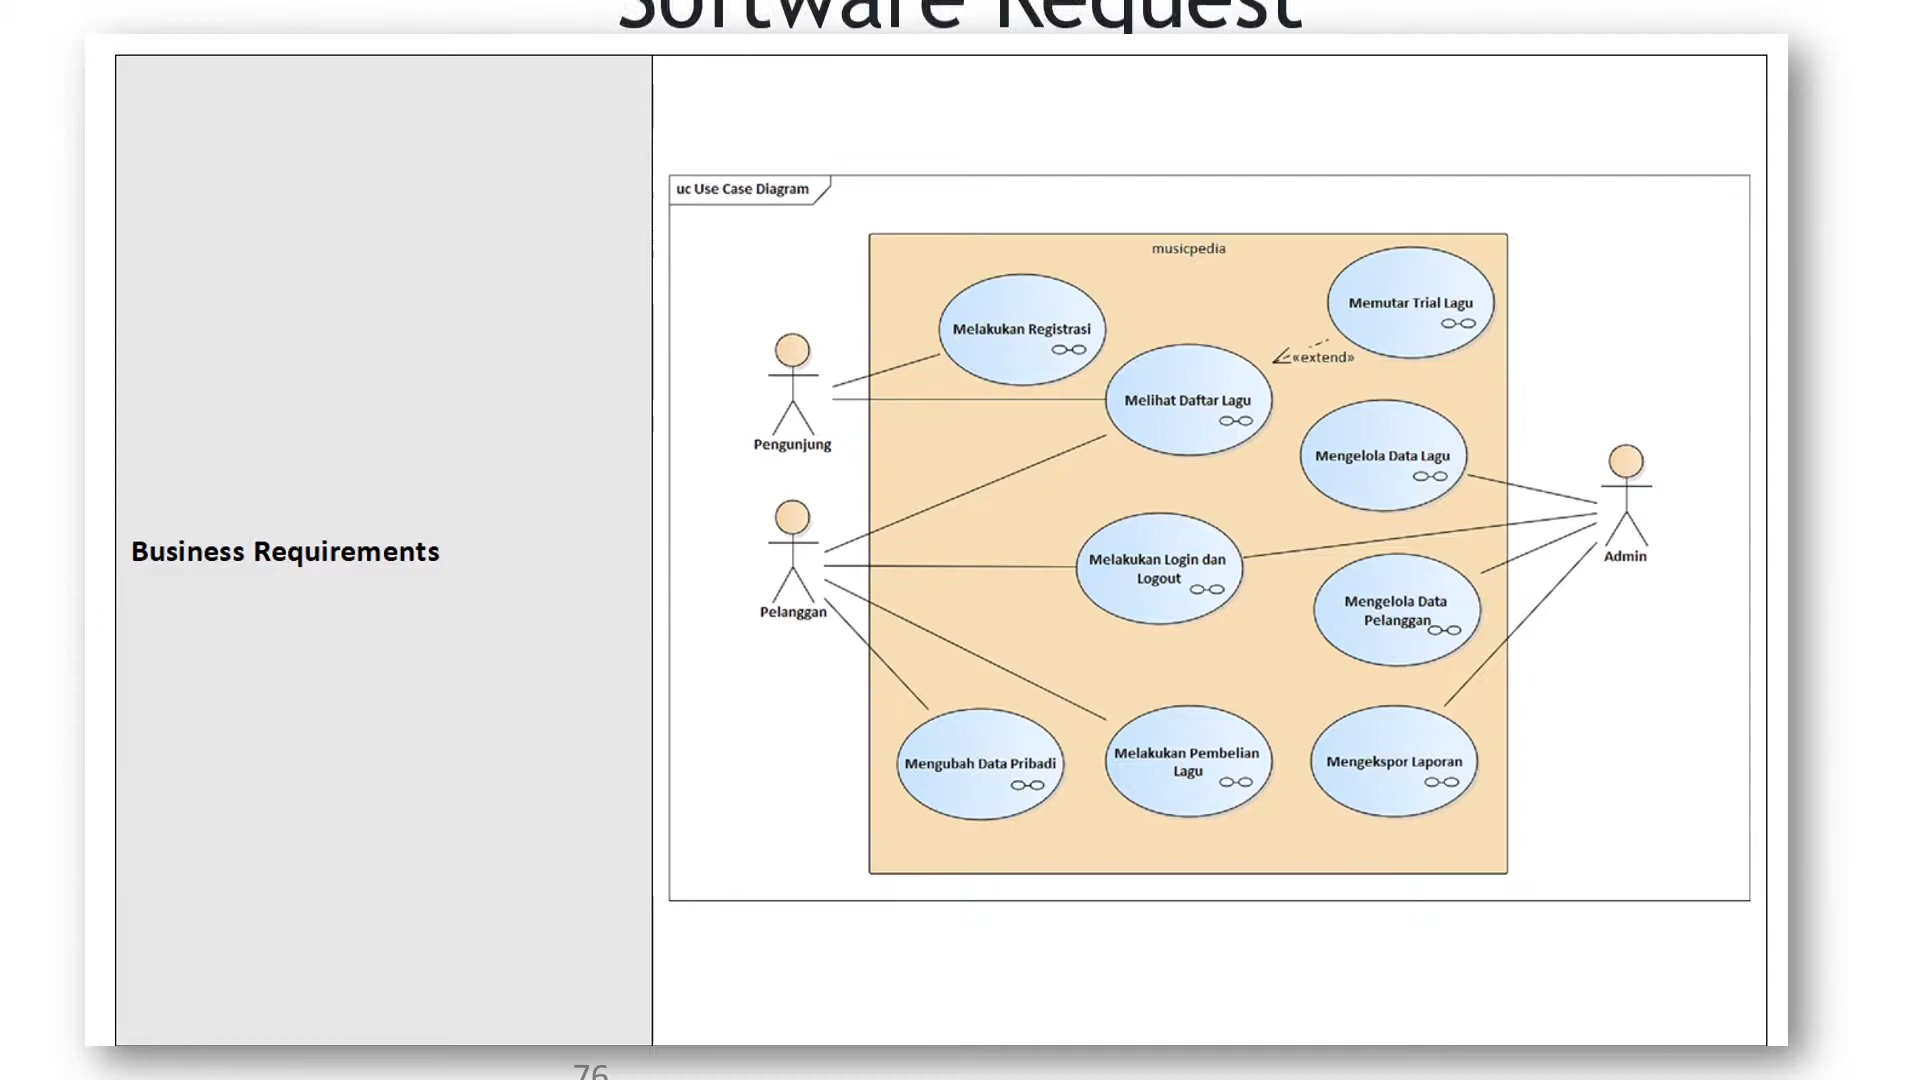 Software Request
uc Use Case Diagram
musicpedia
Memutar Trial Lagu
Melakukan Registrasi
«extend»
Melihat Daftar Lagu
Pengunjung
Mengelola Data Lagu
Business Requirements
Melakukan Login dan
Logout
Admin
Mengelola Data
Pelanggan
Pelanggan
Mengubah Data Pribadi
Melakukan Pembelian
Lagu
Mengekspor Laporan
76